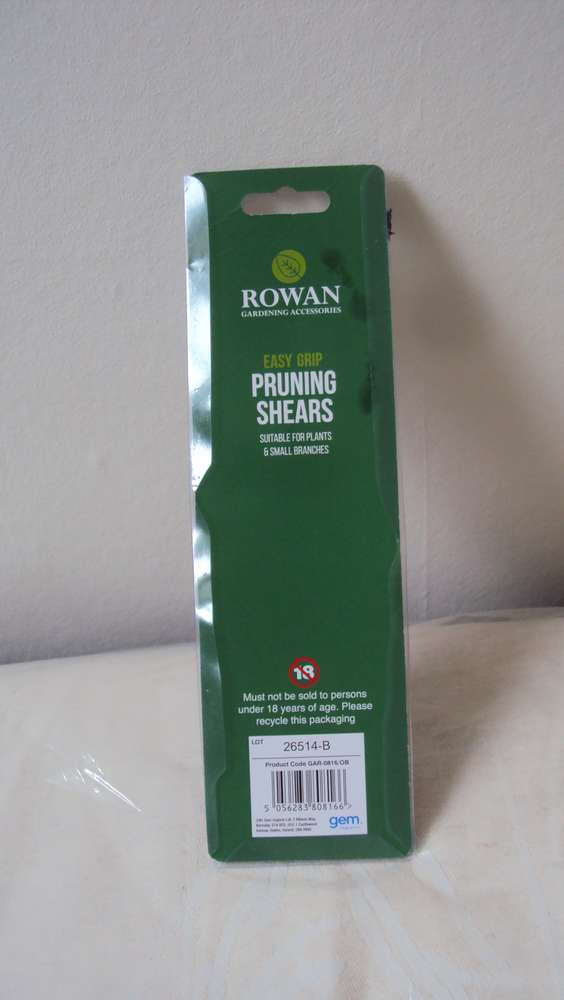 ROWAN
GARDENING ACCESSORIES
EASY GRIP
PRUNING
SHEARS
SUITABLE FOR PLANTS
& SMALL BRANCHES
18
Must not be sold to persons
under 18 years of age. Please
recycle this packaging
LOT 26514-B
Product Code GAR-0816/OB
5 056283 808166 >
gem